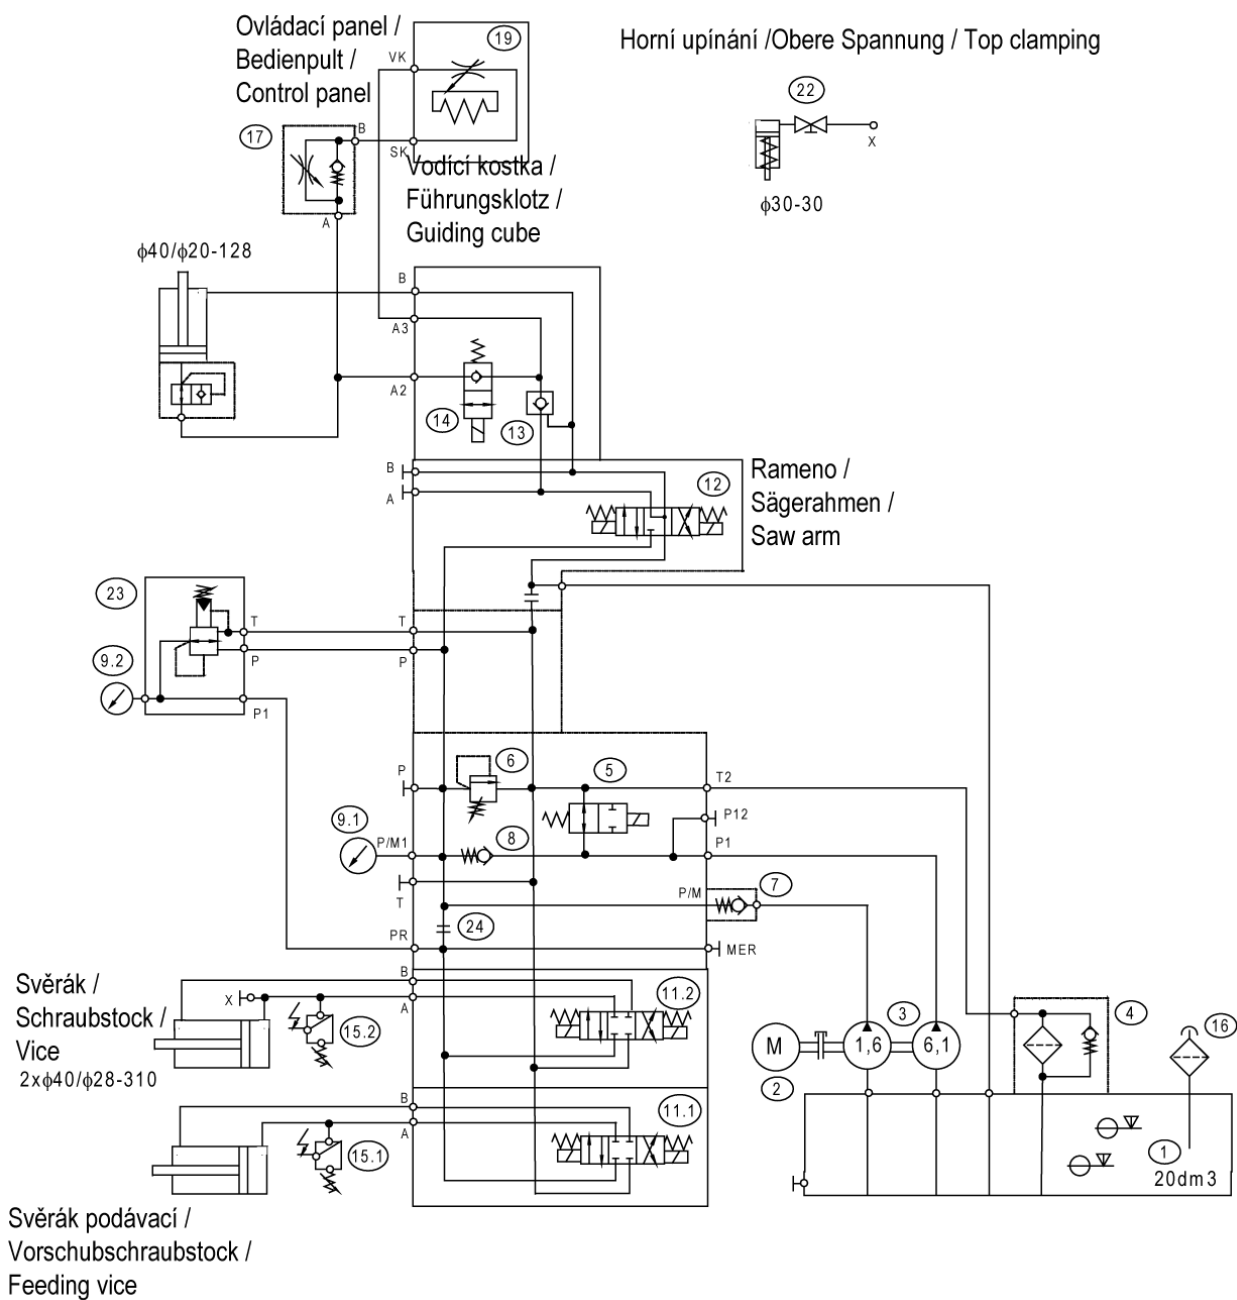 Ovládací panel /
Bedienpult /
Control panel
19
VK
SK
Vodící kostka /
Führungsklotz /
Guiding cube
17
B
A
Horní upínání /Obere Spannung / Top clamping
22
X
ϕ30-30
ϕ40/ϕ20-128
B
A3
A2
14
13
B
A
12
Rameno /
Sägerahmen /
Saw arm
23
T
T
9.2
P
P
P1
P
6
5
T2
P12
9.1
P/M1
8
P1
T
P/M
7
24
PR
MER
Svěrák /
Schraubstock /
Vice
2xϕ40/ϕ28-310
X
B
A
15.2
11.2
M
2
1,6
3
6,1
4
16
B
A
15.1
11.1
1
20dm3
Svěrák podávací /
Vorschubschraubstock /
Feeding vice